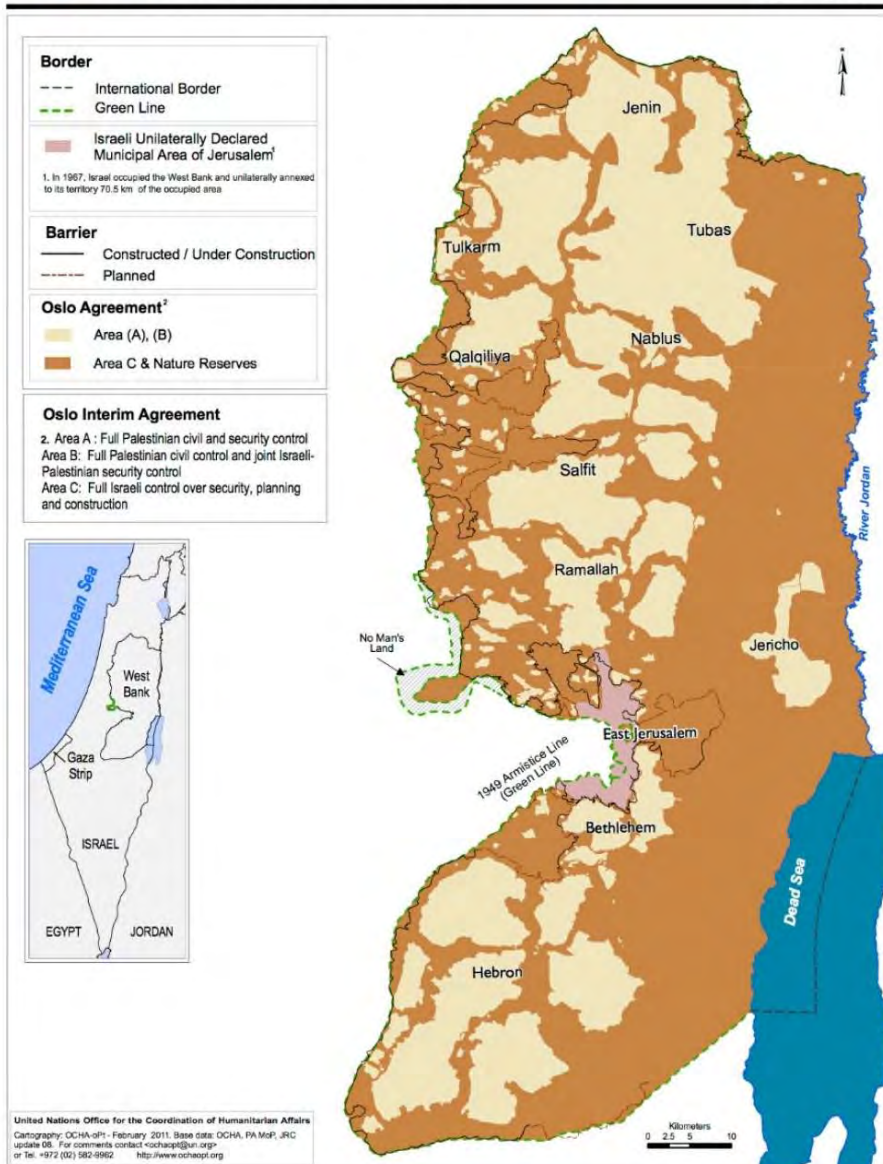 Border
International Border
Green Line
Israeli Unilaterally Declared
Municipal Area of Jerusalem1
1. In 1967, Israel occupied the West Bank and unilaterally annexed
to its territory 70.5 km of the occupied area
Barrier
Constructed / Under Construction
Planned
Oslo Agreement2
Area (A), (B)
Area C & Nature Reserves
Oslo Interim Agreement
2. Area A : Full Palestinian civil and security control
Area B: Full Palestinian civil control and joint Israeli-
Palestinian security control
Area C: Full Israeli control over security, planning
and construction
Mediterranean Sea
West
Bank
Gaza
Strip
ISRAEL
EGYPT
JORDAN
Jenin
Tubas
Tulkarm
Nablus
Qalqiliya
Salfit
River Jordan
Ramallah
No Man's
Land
Jericho
East Jerusalem
1949 Armistice Line
(Green Line)
Bethlehem
Dead Sea
Hebron
Kilometers
0 2.5 5 10
United Nations Office for the Coordination of Humanitarian Affairs
Cartography: OCHA-oPt - February 2011. Base data: OCHA, PA MoP, JRC
update 08. For comments contact <ochaopt@un.org>
or Tel. +972 (02) 582-9962 http://www.ochaopt.org